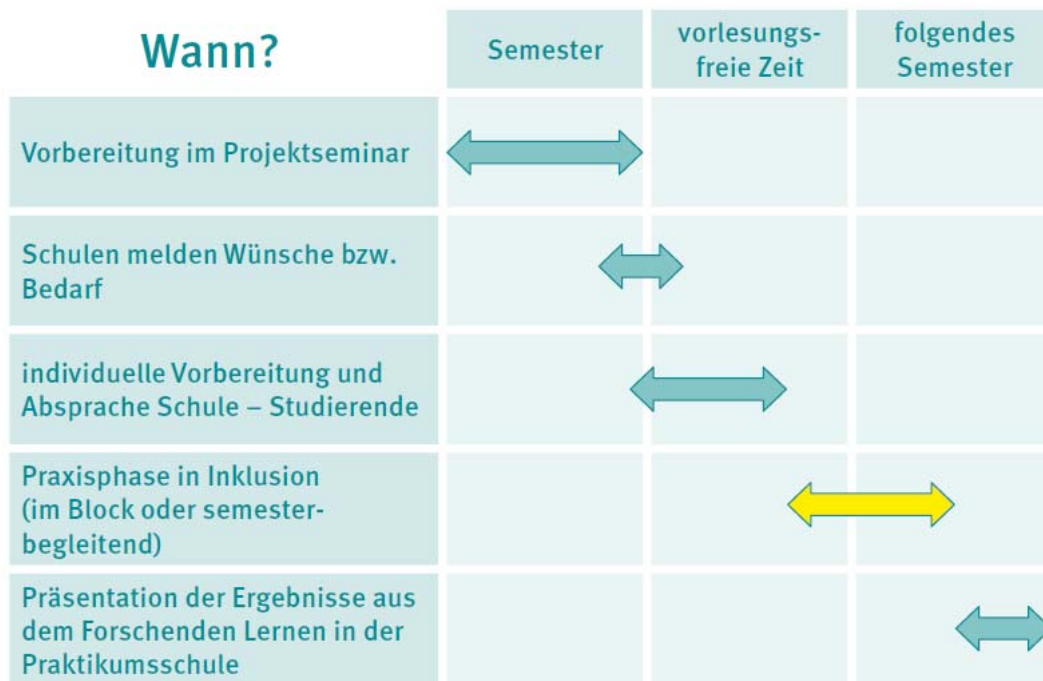 Wann?
Semester
vorlesungs-
freie Zeit
folgendes
Semester
Vorbereitung im Projektseminar
Schulen melden Wünsche bzw.
Bedarf
individuelle Vorbereitung und
Absprache Schule – Studierende
Praxisphase in Inklusion
(im Block oder semester-
begleitend)
Präsentation der Ergebnisse aus
dem Forschenden Lernen in der
Praktikumsschule